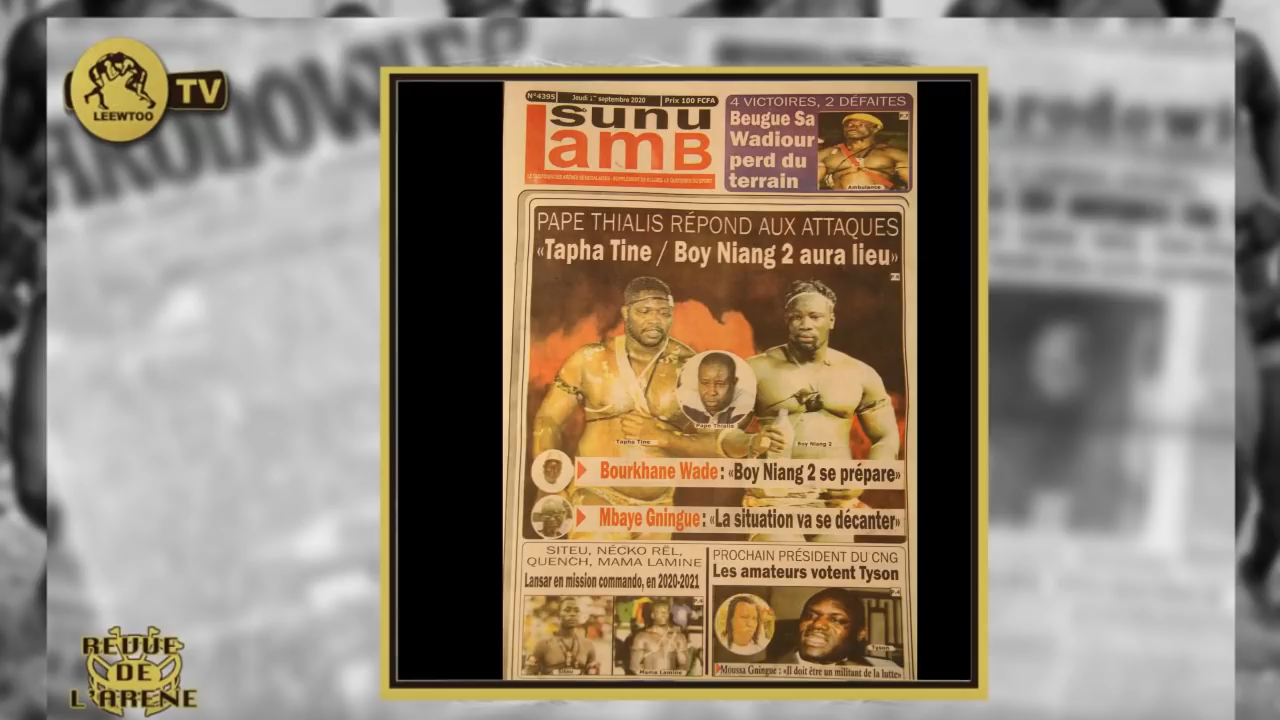 LEEWTOO
TV
N°4395
Jeudi 1er septembre 2020
Prix 100 FCFA
sunu
Lamb
4 VICTOIRES, 2 DÉFAITES
Beugue Sa
Wadiour
perd du
terrain
Ambulance
PAPE THIALIS RÉPOND AUX ATTAQUES
«Tapha Tine / Boy Niang 2 aura lieu»
Pape Thialis
Tapha Tine
Boy Niang 2
Bourkhane Wade : «Boy Niang 2 se prépare»
Mbaye Gningue : «La situation va se décanter»
SITEU, NÉCKO RËL,
QUENCH, MAMA LAMINE
Lansar en mission commando, en 2020-2021
Siteu
Mama Lamine
PROCHAIN PRÉSIDENT DU CNG
Les amateurs votent Tyson
Tyson
Moussa Gningue : «Il doit être un militant de la lutte»
REVUE
DE
L'ARENE